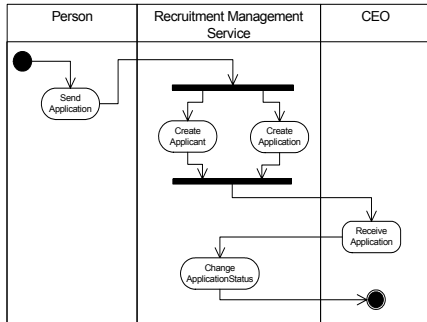 Person
Recruitment Management
Service
CEO
Send
Application
Create
Applicant
Create
Application
Receive
Application
Change
ApplicationStatus